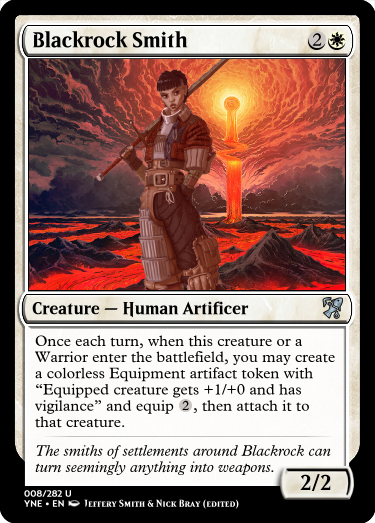 Blackrock Smith 2
Creature — Human Artificer
Once each turn, when this creature or a
Warrior enter the battlefield, you may create
a colorless Equipment artifact token with
“Equipped creature gets +1/+0 and has
vigilance” and equip 2, then attach it to
that creature.
The smiths of settlements around Blackrock can
turn seemingly anything into weapons.
2/2
008/282 U
YNE • EN Jeffery Smith & Nick Bray (edited)